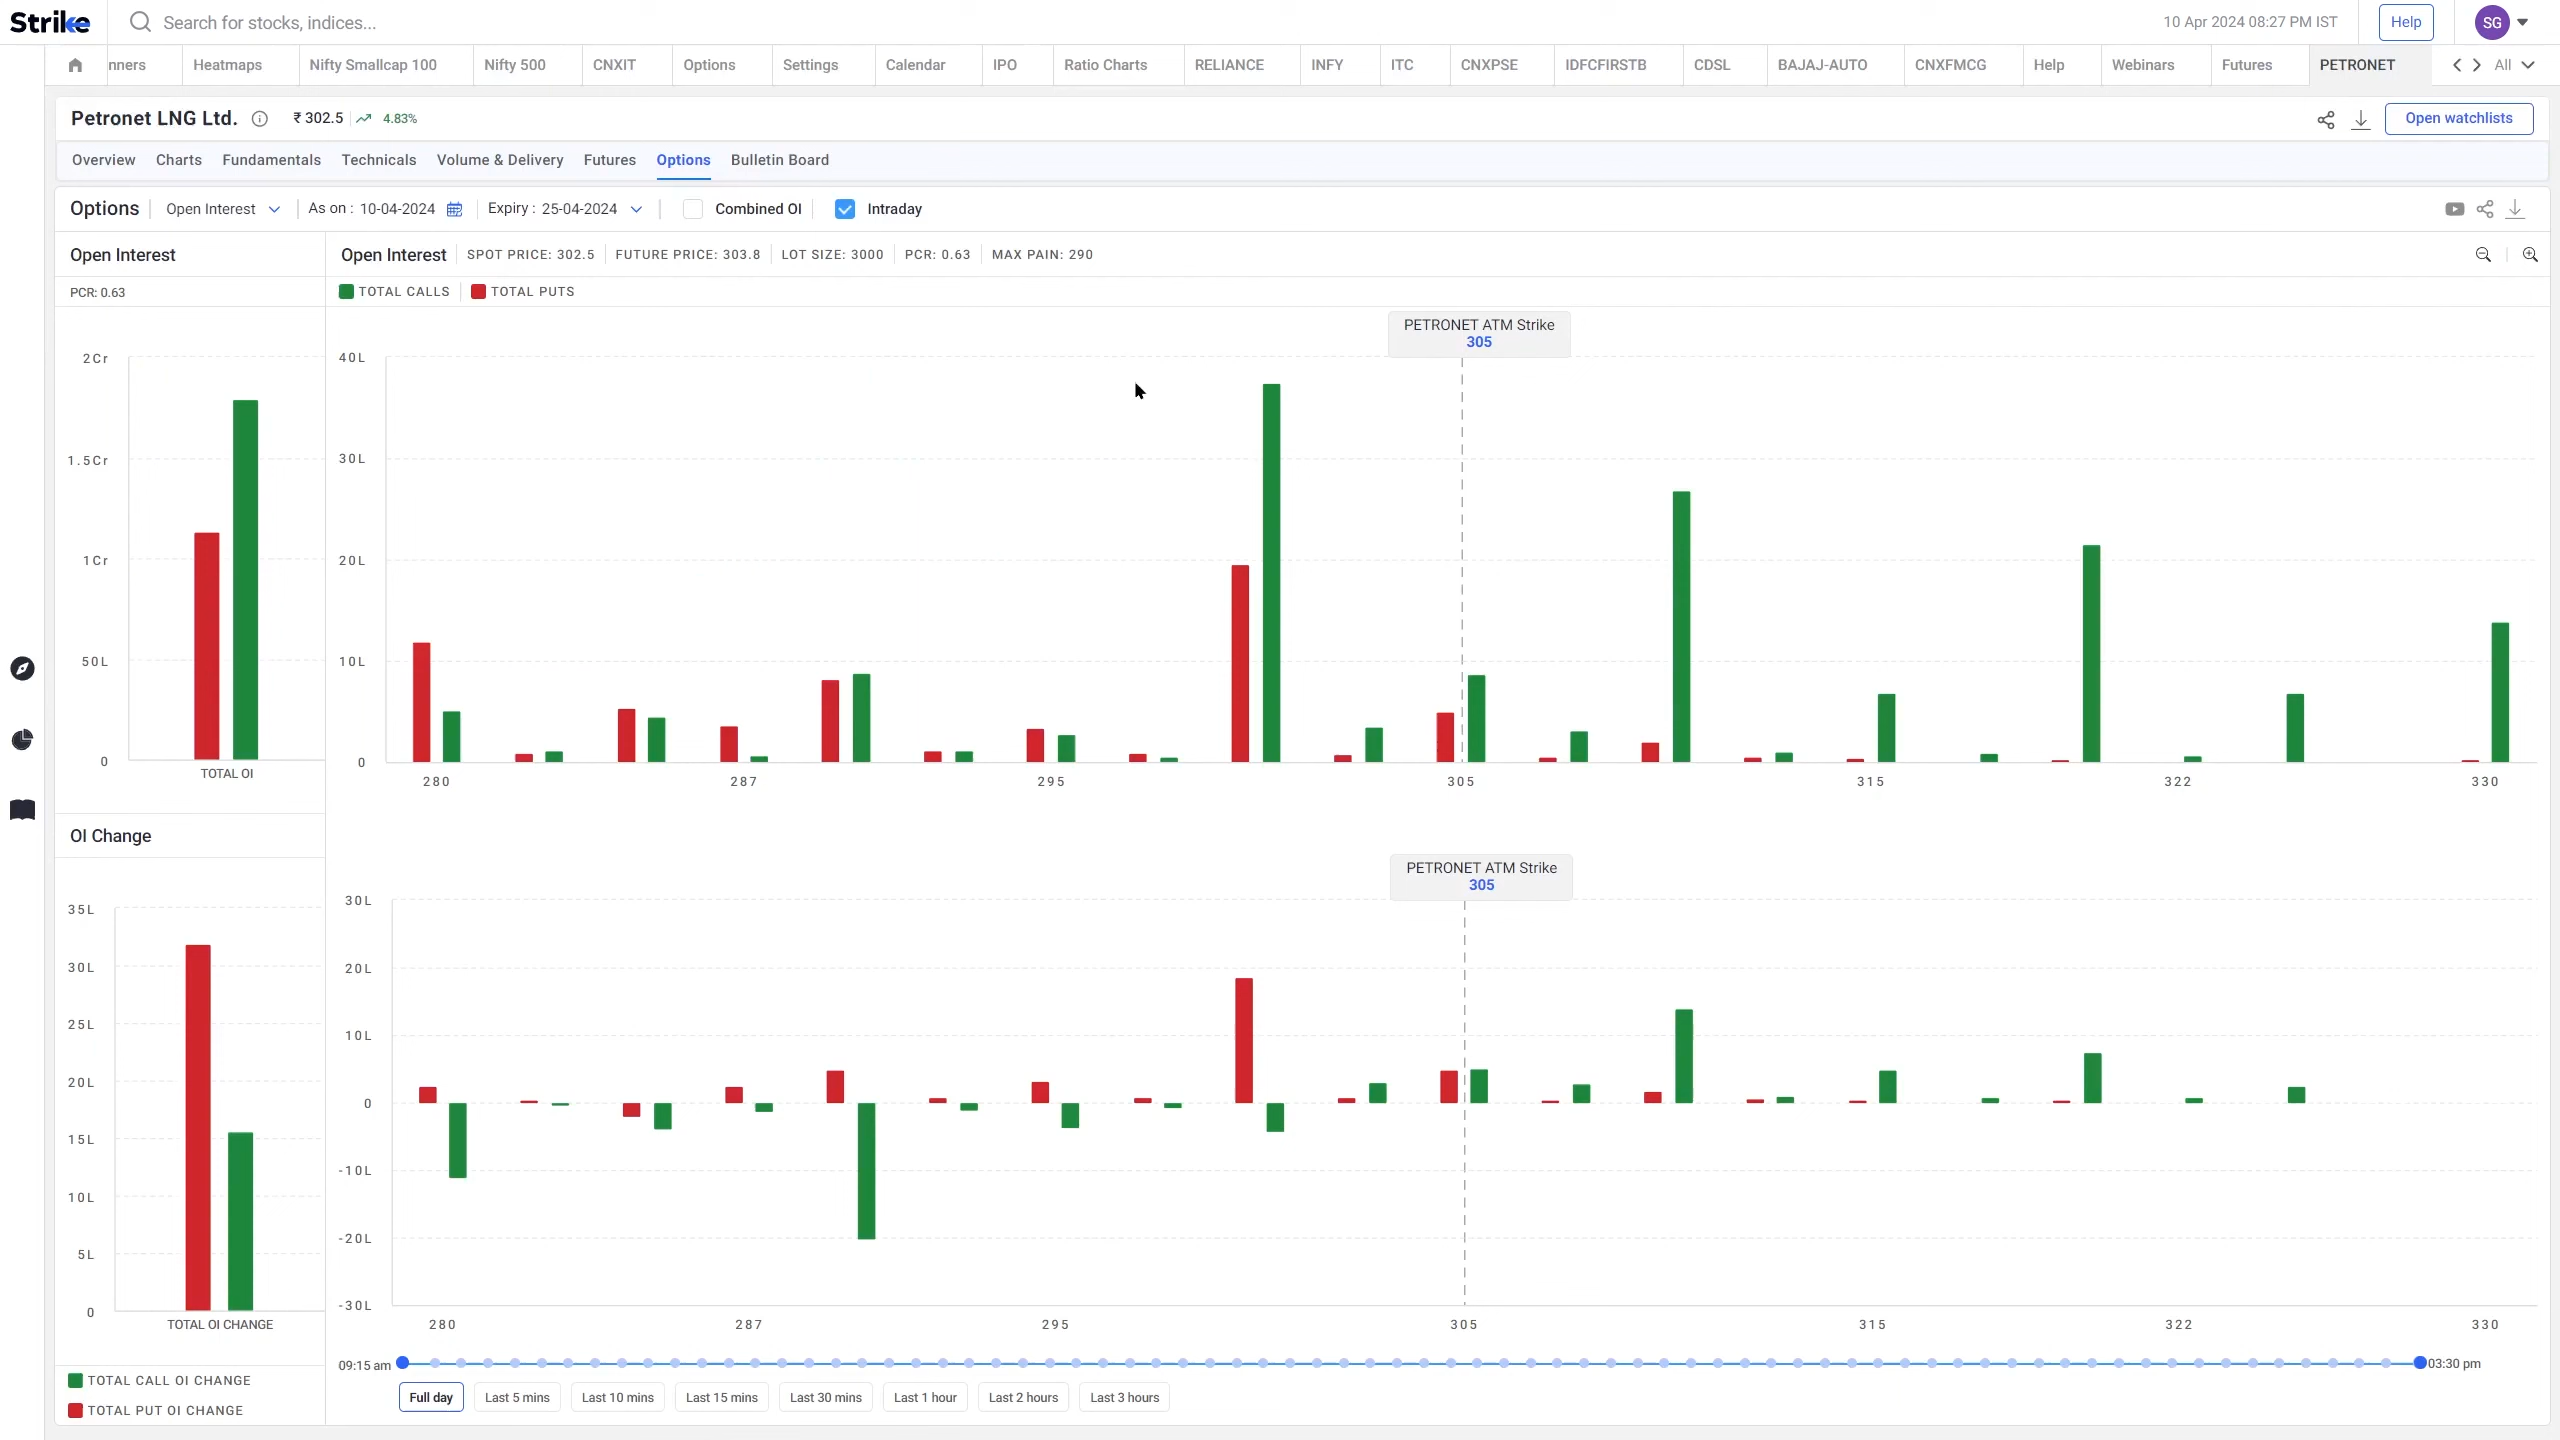 Strike
Search for stocks, indices...
10 Apr 2024 08:27 PM IST
Help
SG
nners
Heatmaps
Nifty Smallcap 100
Nifty 500
CNXIT
Options
Settings
Calendar
IPO
Ratio Charts
RELIANCE
INFY
ITC
CNXPSE
IDFCFIRSTB
CDSL
BAJAJ-AUTO
CNXFMCG
Help
Webinars
Futures
PETRONET
All
Petronet LNG Ltd.
₹ 302.5
4.83%
Open watchlists
Overview
Charts
Fundamentals
Technicals
Volume & Delivery
Futures
Options
Bulletin Board
Options
Open Interest
As on : 10-04-2024
Expiry : 25-04-2024
Combined OI
Intraday
Open Interest
PCR: 0.63
2Cr
1.5Cr
1Cr
50L
0
TOTAL OI
Open Interest
SPOT PRICE: 302.5
FUTURE PRICE: 303.8
LOT SIZE: 3000
PCR: 0.63
MAX PAIN: 290
TOTAL CALLS
TOTAL PUTS
PETRONET ATM Strike
305
40L
30L
20L
10L
0
280
287
295
305
315
322
330
OI Change
35L
30L
25L
20L
15L
10L
5L
0
TOTAL OI CHANGE
TOTAL CALL OI CHANGE
TOTAL PUT OI CHANGE
PETRONET ATM Strike
305
30L
20L
10L
0
-10L
-20L
-30L
280
287
295
305
315
322
330
09:15 am
03:30 pm
Full day
Last 5 mins
Last 10 mins
Last 15 mins
Last 30 mins
Last 1 hour
Last 2 hours
Last 3 hours